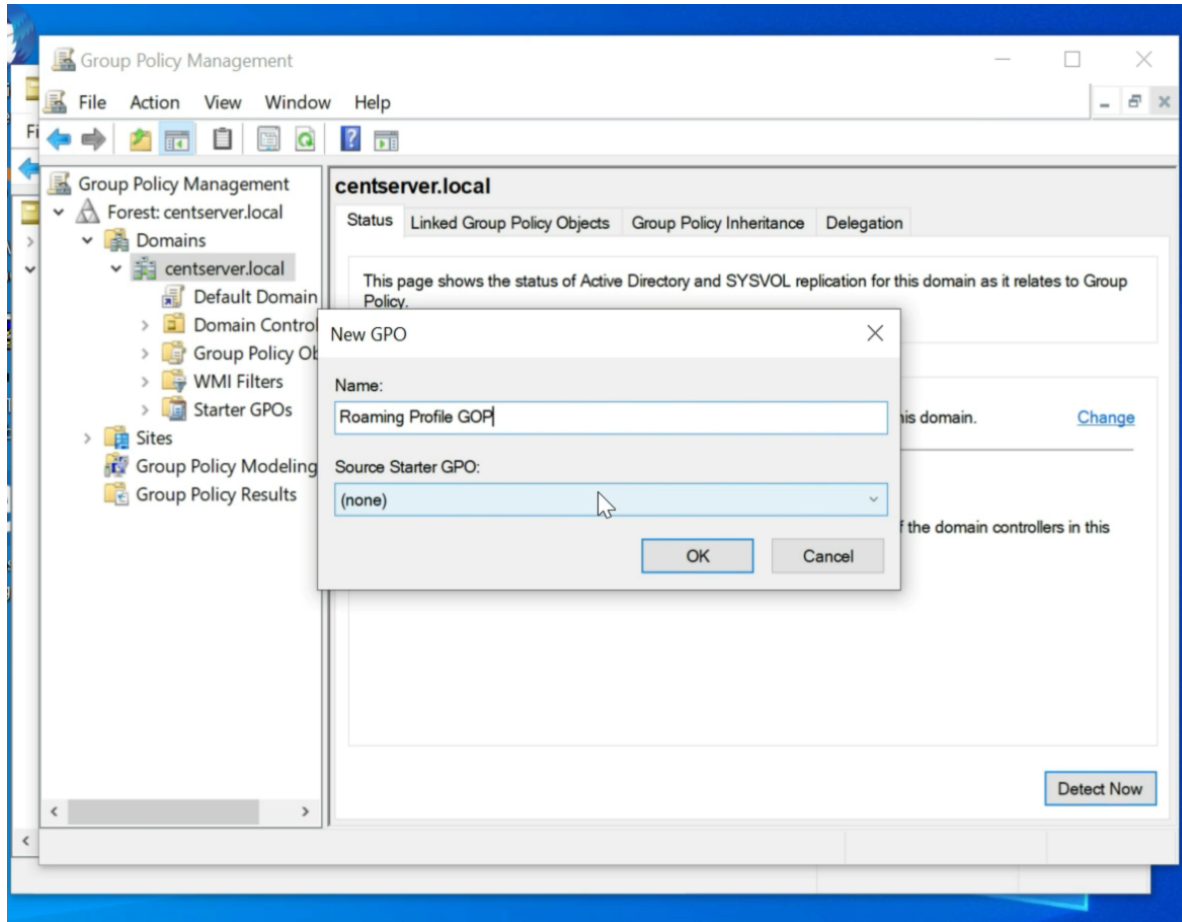 Group Policy Management
File Action View Window Help
Fi
Group Policy Management
Forest: centserver.local
Domains
centserver.local
Default Domain
Domain Control
Group Policy Ob
WMI Filters
Starter GPOs
Sites
Group Policy Modeling
Group Policy Results
centserver.local
Status Linked Group Policy Objects Group Policy Inheritance Delegation
This page shows the status of Active Directory and SYSVOL replication for this domain as it relates to Group
Policy.
New GPO
Name:
Roaming Profile GOP
his domain. Change
Source Starter GPO:
(none)
f the domain controllers in this
OK Cancel
Detect Now